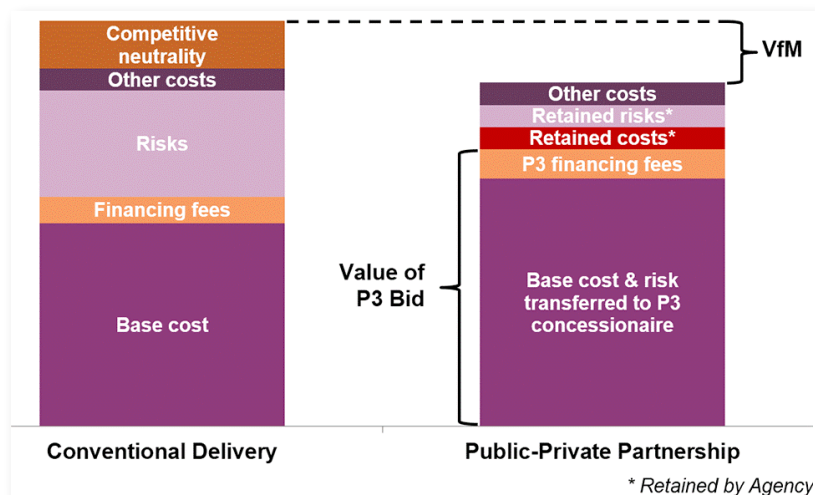 Competitive
neutrality
Other costs
Risks
Financing fees
Base cost
Conventional Delivery
VfM
Other costs
Retained risks*
Retained costs*
P3 financing fees
Value of
P3 Bid
Base cost & risk
transferred to P3
concessionaire
Public-Private Partnership
* Retained by Agency